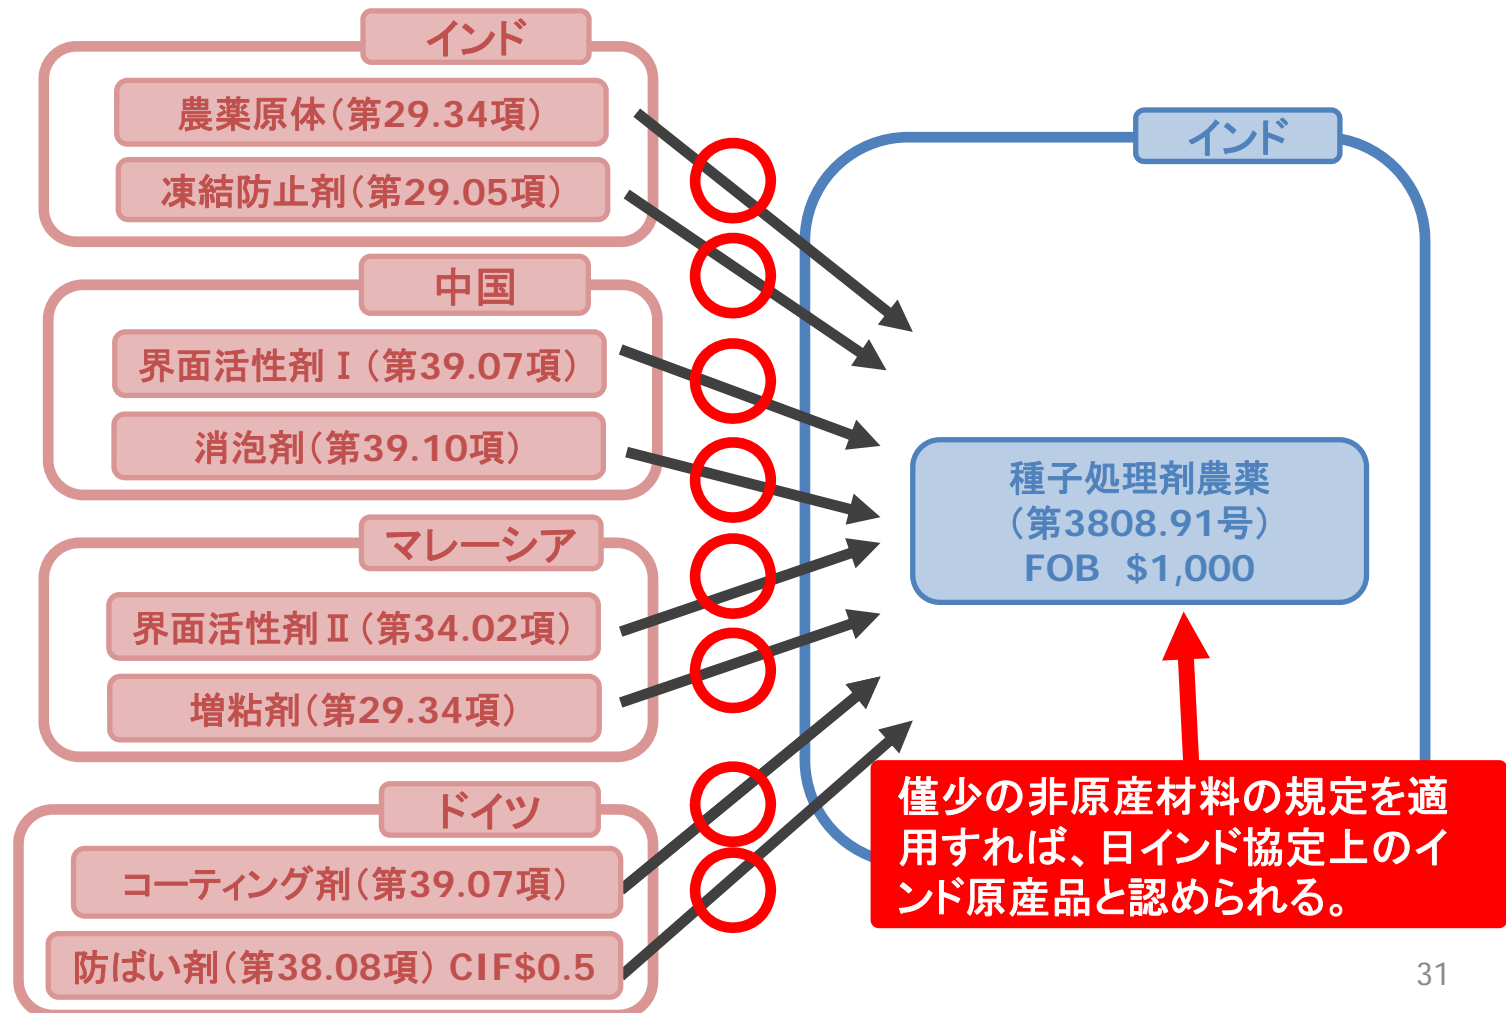 インド
農薬原体（第29.34項）
凍結防止剤（第29.05項）
中国
界面活性剤Ⅰ（第39.07項）
消泡剤（第39.10項）
マレーシア
界面活性剤Ⅱ（第34.02項）
増粘剤（第29.34項）
ドイツ
コーティング剤（第39.07項）
防ばい剤（第38.08項） CIF$0.5
インド
種子処理剤農薬
（第3808.91号）
FOB $1,000
僅少の非原産材料の規定を適
用すれば、日インド協定上のイ
ンド原産品と認められる。
31